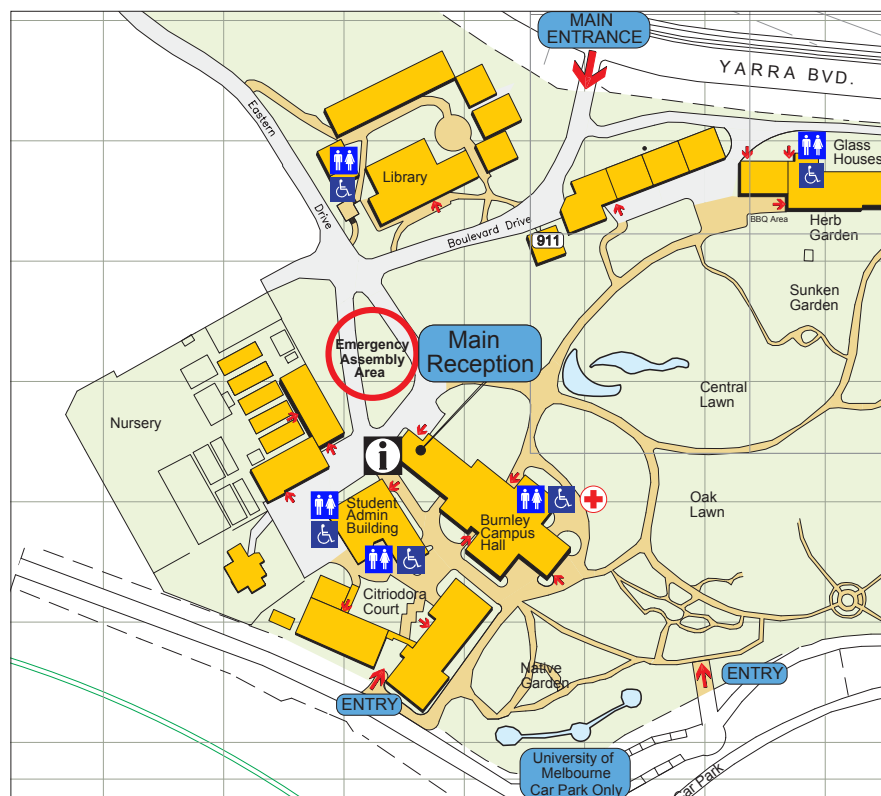 MAIN
ENTRANCE
YARRA BVD.
Eastern
Drive
Library
Glass
Houses
BBQ Area
Herb
Garden
Boulevard Drive
911
Sunken
Garden
Emergency
Assembly
Area
Main
Reception
Central
Lawn
Nursery
i
Oak
Lawn
Student
Admin
Building
Burnley
Campus
Hall
Citriodora
Court
Native
Garden
ENTRY
ENTRY
University of
Melbourne
Car Park Only
Car Park